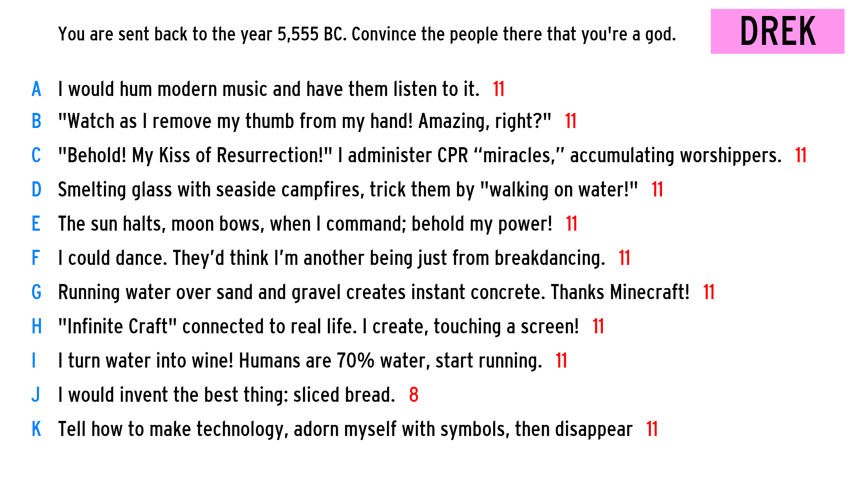 You are sent back to the year 5,555 BC. Convince the people there that you're a god.
DREK
A I would hum modern music and have them listen to it. 11
B "Watch as I remove my thumb from my hand! Amazing, right?" 11
C "Behold! My Kiss of Resurrection!" I administer CPR “miracles,” accumulating worshippers. 11
D Smelting glass with seaside campfires, trick them by "walking on water!" 11
E The sun halts, moon bows, when I command; behold my power! 11
F I could dance. They’d think I’m another being just from breakdancing. 11
G Running water over sand and gravel creates instant concrete. Thanks Minecraft! 11
H "Infinite Craft" connected to real life. I create, touching a screen! 11
I I turn water into wine! Humans are 70% water, start running. 11
J I would invent the best thing: sliced bread. 8
K Tell how to make technology, adorn myself with symbols, then disappear 11